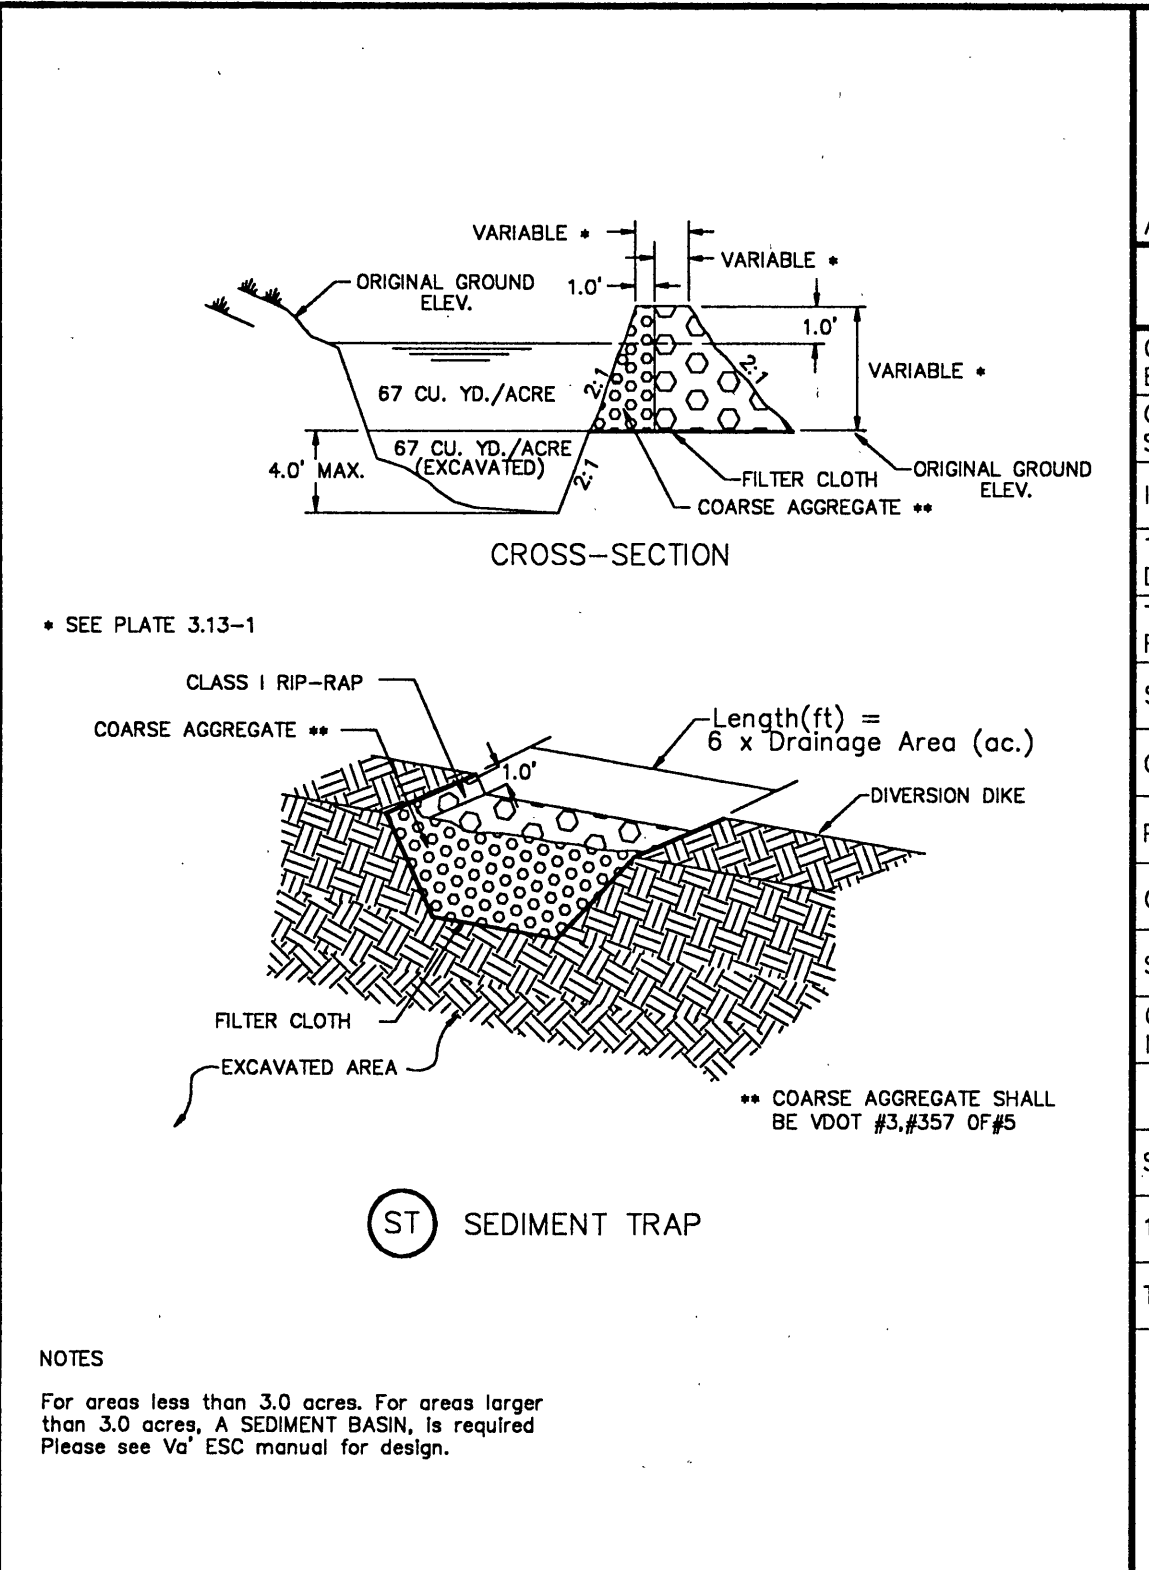 VARIABLE *
VARIABLE *
1.0'
ORIGINAL GROUND
ELEV.
1.0'
VARIABLE *
67 CU. YD./ACRE
2:1
2:1
67 CU. YD./ACRE
(EXCAVATED)
4.0' MAX.
2:1
FILTER CLOTH
ORIGINAL GROUND
ELEV.
COARSE AGGREGATE **
CROSS-SECTION
* SEE PLATE 3.13-1
CLASS I RIP-RAP
COARSE AGGREGATE **
Length(ft) =
6 x Drainage Area (ac.)
1.0'
DIVERSION DIKE
FILTER CLOTH
EXCAVATED AREA
** COARSE AGGREGATE SHALL
BE VDOT #3,#357 OF#5
ST SEDIMENT TRAP
NOTES
For areas less than 3.0 acres. For areas larger
than 3.0 acres, A SEDIMENT BASIN, is required
Please see Va' ESC manual for design.